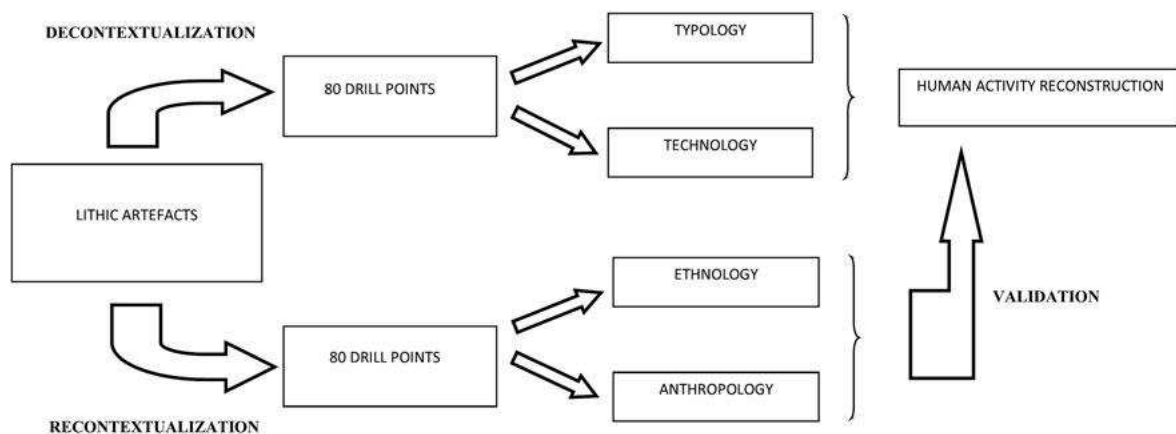 DECONTEXTUALIZATION
80 DRILL POINTS
TYPOLOGY
TECHNOLOGY
HUMAN ACTIVITY RECONSTRUCTION
LITHIC ARTEFACTS
80 DRILL POINTS
ETHNOLOGY
ANTHROPOLOGY
VALIDATION
RECONTEXTUALIZATION